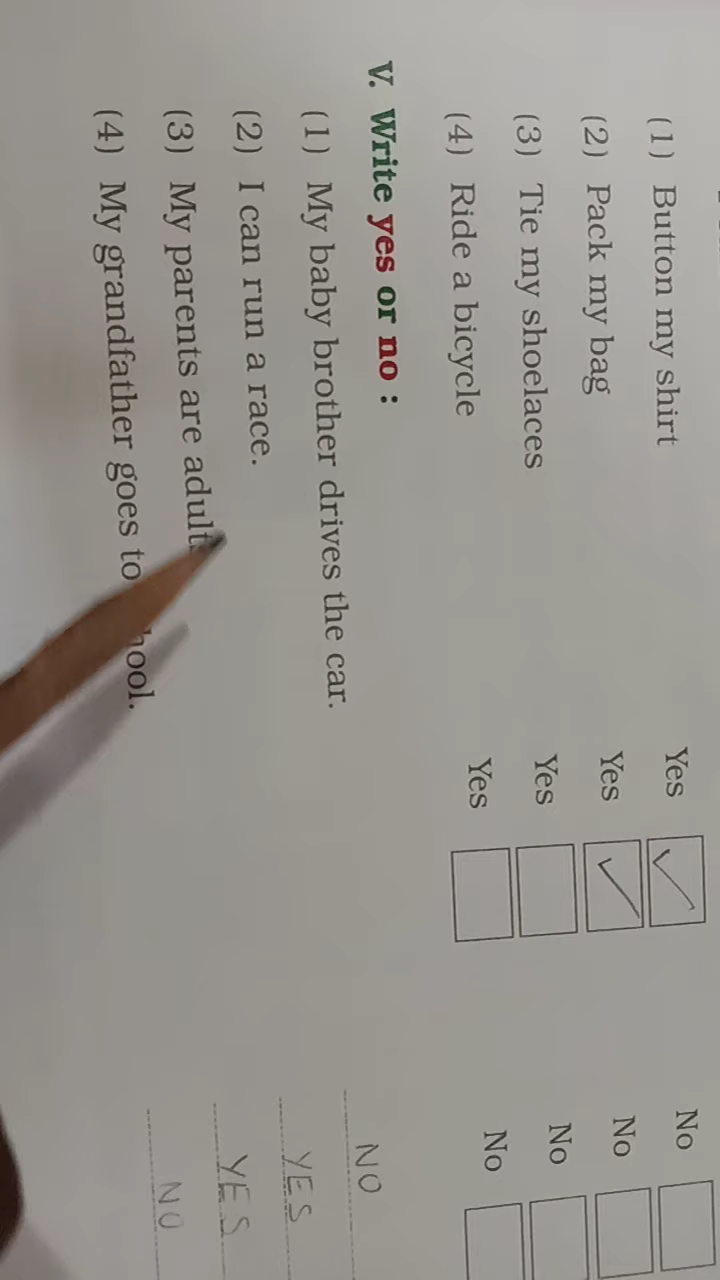 (1) Button my shirt Yes No
(2) Pack my bag Yes No
(3) Tie my shoelaces Yes No
(4) Ride a bicycle Yes No
V. Write yes or no :
(1) My baby brother drives the car. NO
(2) I can run a race. YES
(3) My parents are adult YES
(4) My grandfather goes to hool. NO